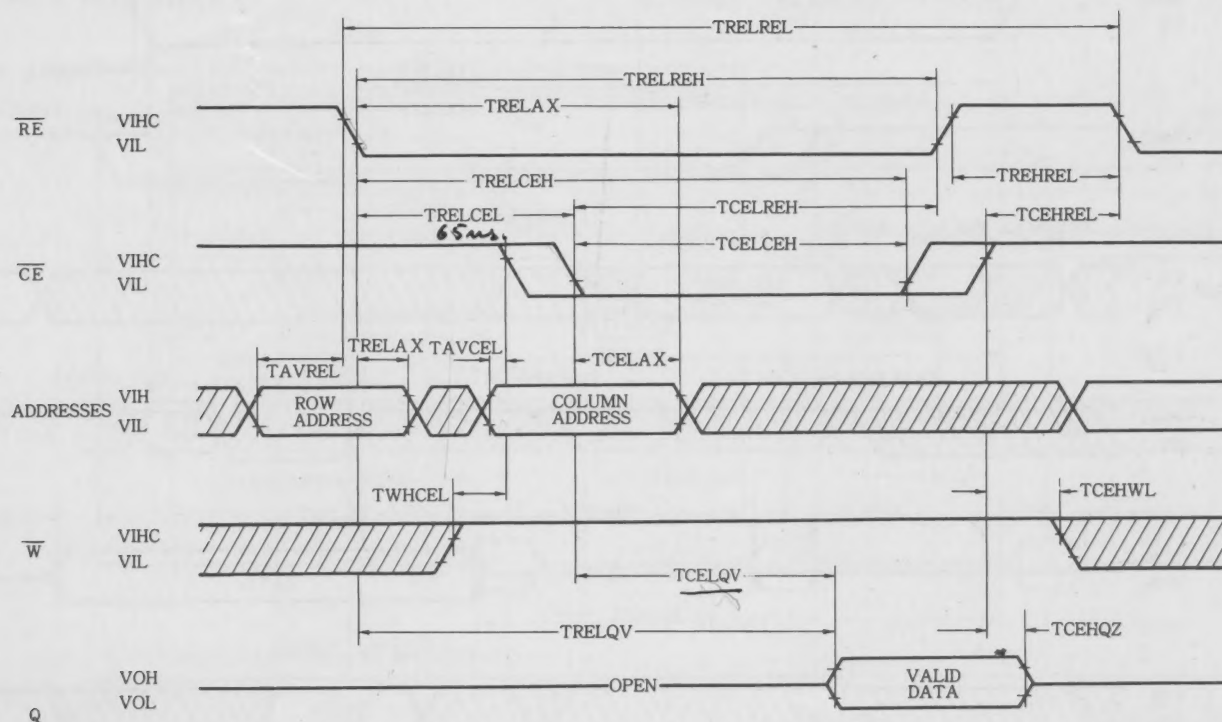 TRELREL
TRELREH
TRELAX
RE
VIHC
VIL
TRELCEH
TREHREL
TRELCEL
TCELREH
TCEHREL
65 ns.
TCELCEH
CE
VIHC
VIL
TAVREL
TRELAX
TAVCEL
TCELAX
ADDRESSES
VIH
VIL
ROW
ADDRESS
COLUMN
ADDRESS
TWHCEL
TCEHWL
W
VIHC
VIL
TCELQV
TRELQV
TCEHQZ
VOH
VOL
OPEN
VALID
DATA
Q